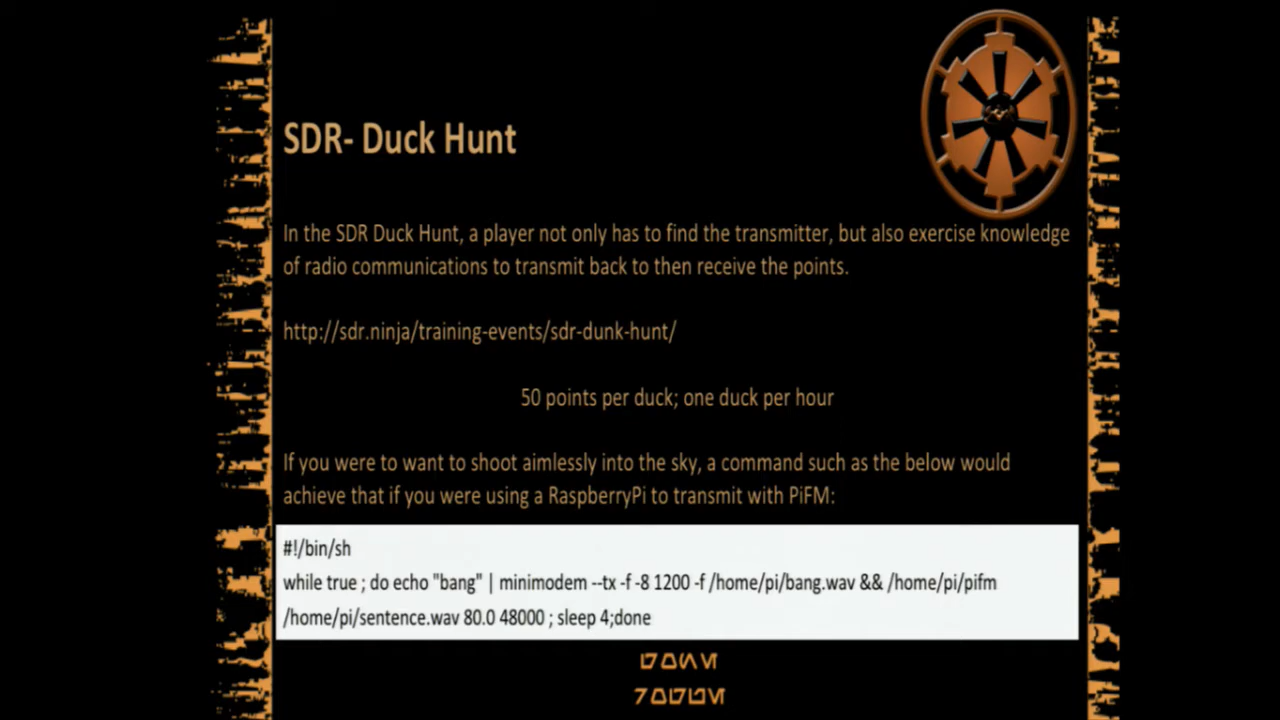 SDR- Duck Hunt
In the SDR Duck Hunt, a player not only has to find the transmitter, but also exercise knowledge
of radio communications to transmit back to then receive the points.
http://sdr.ninja/training-events/sdr-dunk-hunt/
50 points per duck; one duck per hour
If you were to want to shoot aimlessly into the sky, a command such as the below would
achieve that if you were using a RaspberryPi to transmit with PiFM:
#!/bin/sh
while true ; do echo "bang" | minimodem --tx -f -8 1200 -f /home/pi/bang.wav && /home/pi/pifm
/home/pi/sentence.wav 80.0 48000 ; sleep 4;done